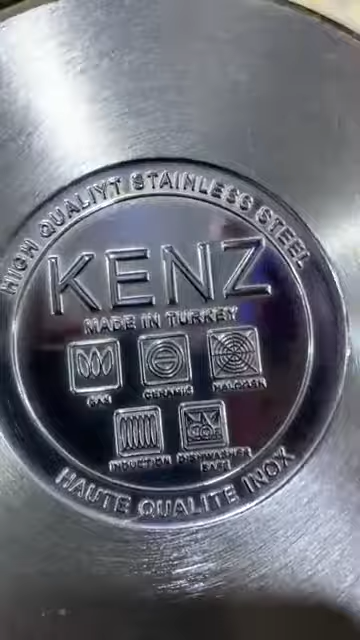 HIGH QUALIYT STAINLESS STEEL
KENZ
MADE IN TURKEY
GAS CERAMIC HALOGEN
INDUCTION DISHWASHER SAFE
HAUTE QUALITE INOX